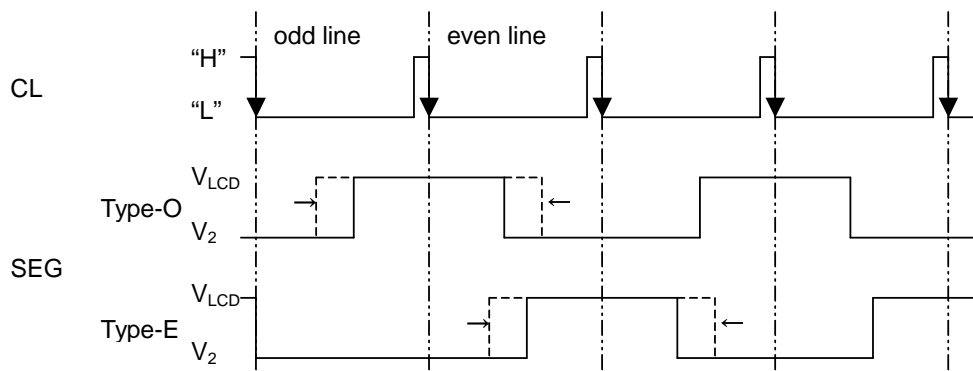 odd line even line
“H”
CL
“L”
VLCD
Type-O → ←
V2
SEG
VLCD
Type-E → ←
V2